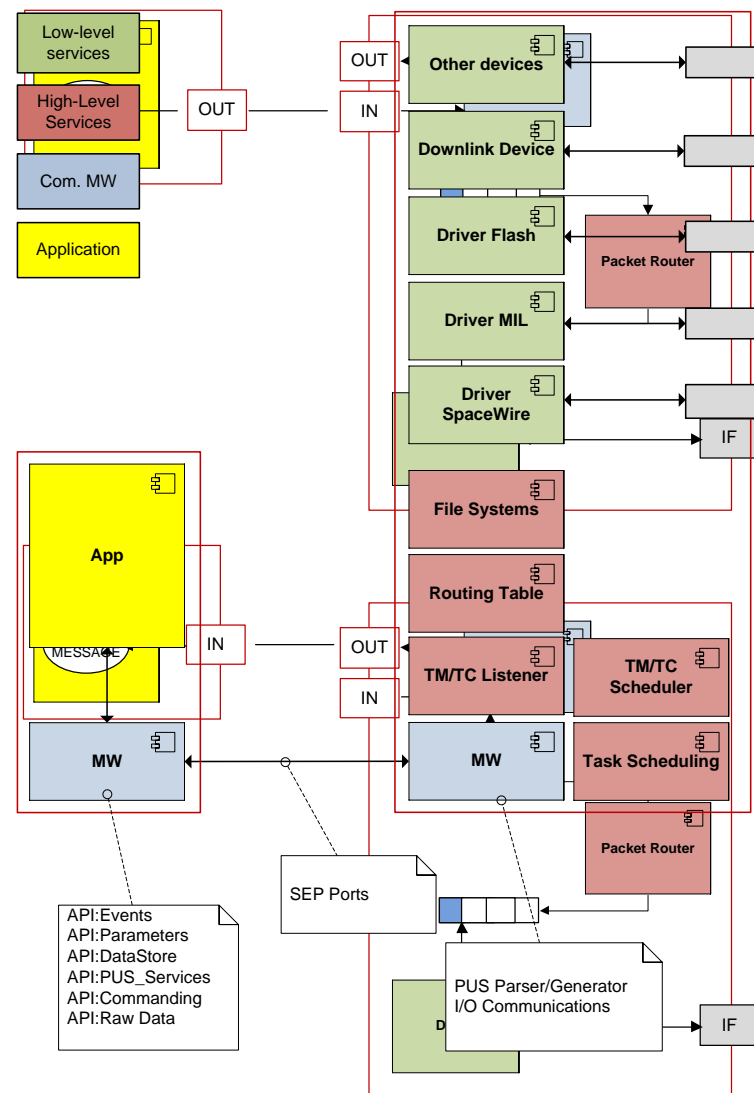 Low-level
services
High-Level
Services
Com. MW
Application
OUT
OUT
IN
Other devices
Downlink Device
Driver Flash
Packet Router
Driver MIL
Driver
SpaceWire
IF
File Systems
Routing Table
App
MESSAGE
IN
OUT
IN
TM/TC Listener
TM/TC
Scheduler
MW
MW
Task Scheduling
Packet Router
SEP Ports
API:Events
API:Parameters
API:DataStore
API:PUS_Services
API:Commanding
API:Raw Data
PUS Parser/Generator
I/O Communications
D
IF